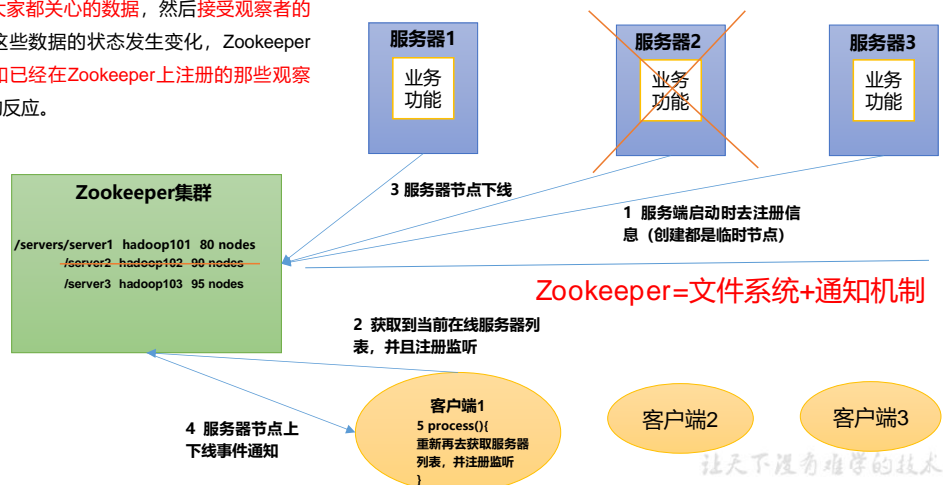 大家都关心的数据，然后接受观察者的
这些数据的状态发生变化，Zookeeper
知已经在Zookeeper上注册的那些观察
的反应。
服务器1
业务
功能
服务器2
业务
功能
服务器3
业务
功能
3 服务器节点下线
1 服务端启动时去注册信
息（创建都是临时节点）
Zookeeper集群
/servers/server1 hadoop101 80 nodes
/server2 hadoop102 90 nodes
/server3 hadoop103 95 nodes
Zookeeper=文件系统+通知机制
2 获取到当前在线服务器列
表，并且注册监听
4 服务器节点上
下线事件通知
客户端1
5 process(){
重新再去获取服务器
列表，并注册监听
}
客户端2
客户端3
让天下没有难学的技术